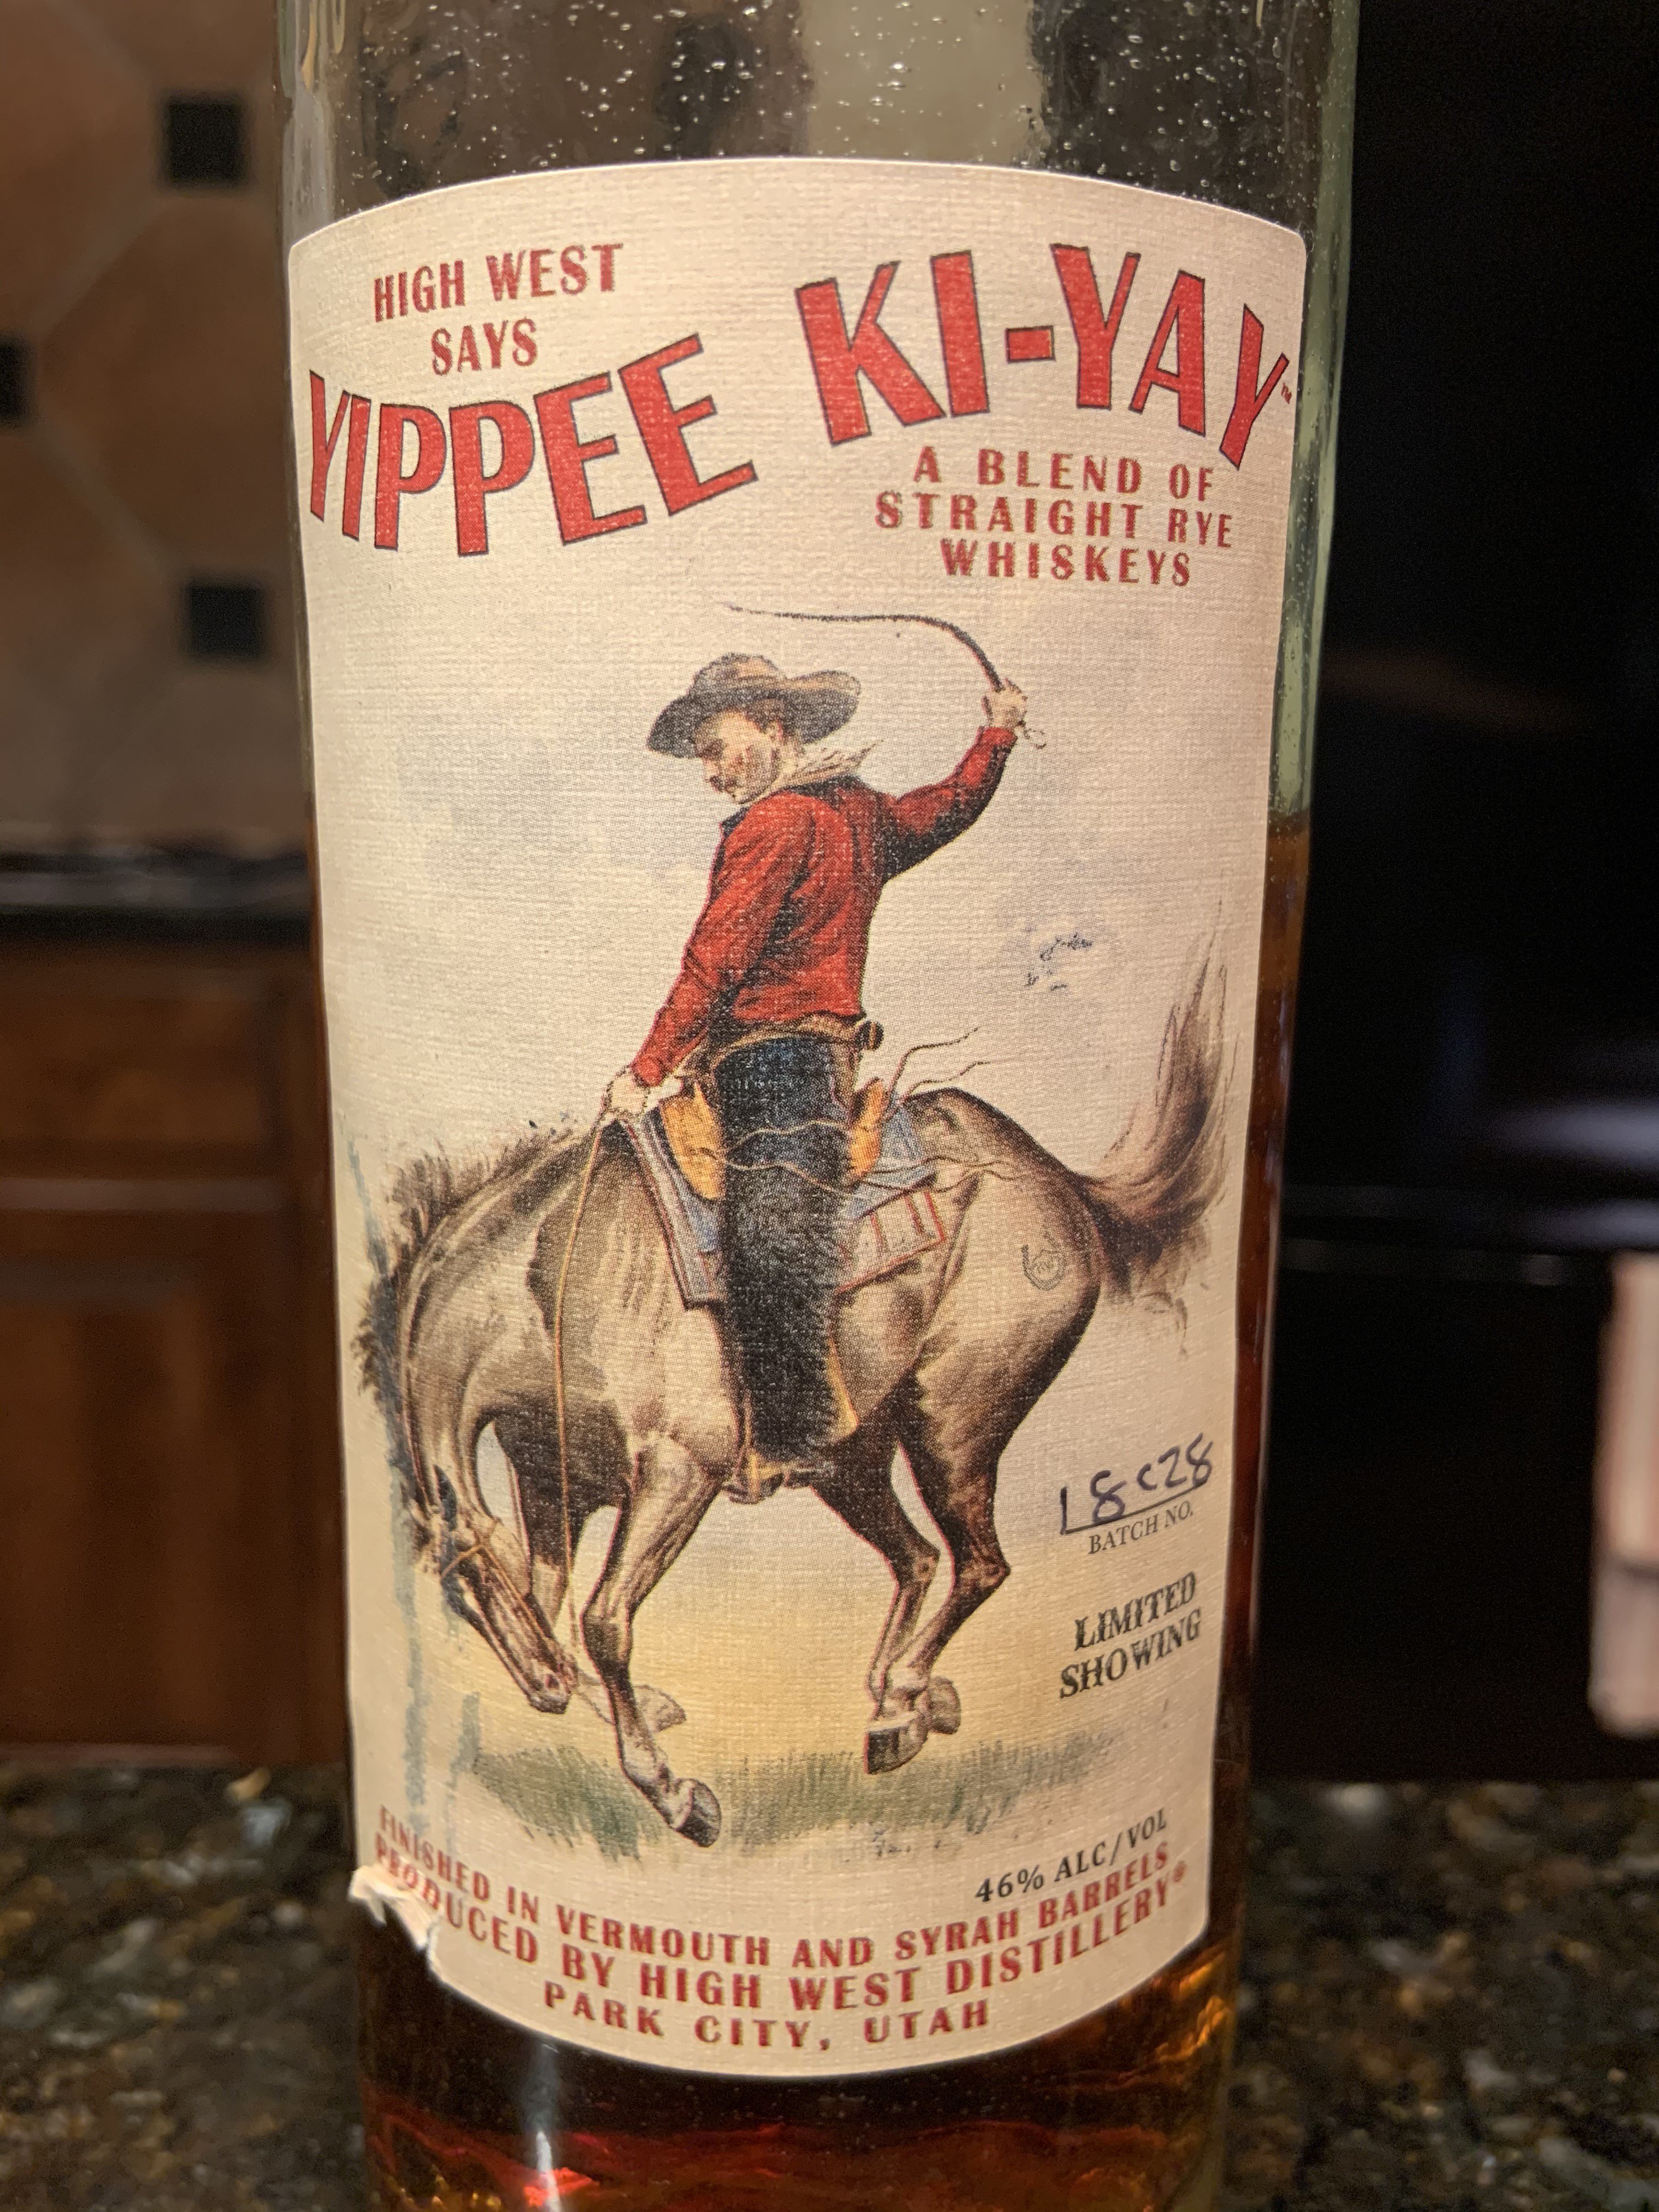 HIGH WEST
SAYS
YIPPEE KI-YAY™
A BLEND OF
STRAIGHT RYE
WHISKEYS
18C28
BATCH NO.
LIMITED
SHOWING
46% ALC/VOL
FINISHED IN VERMOUTH AND SYRAH BARRELS
PRODUCED BY HIGH WEST DISTILLERY®
PARK CITY, UTAH